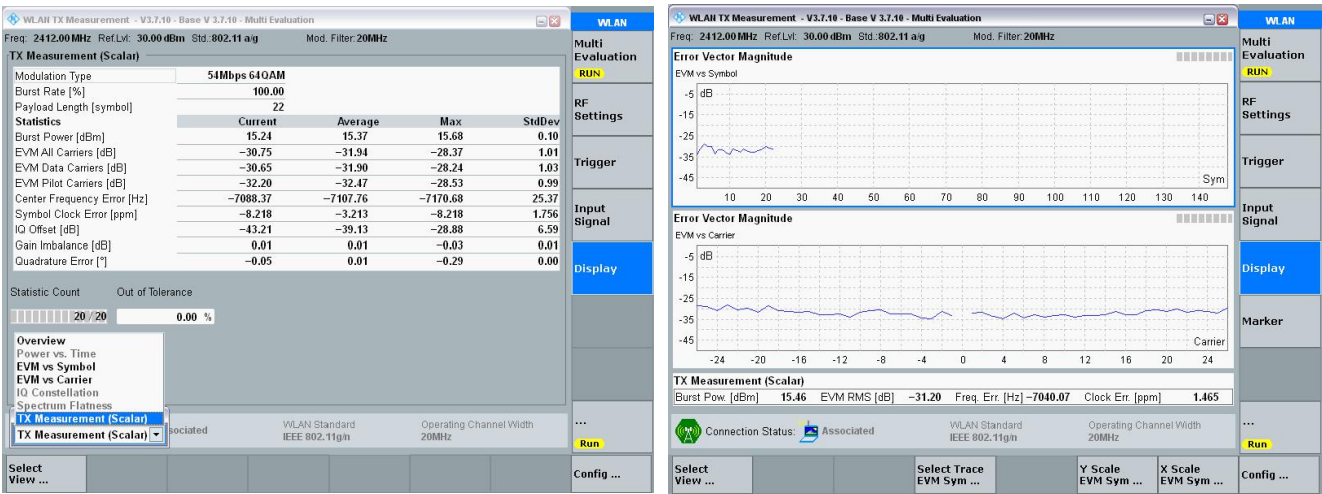 WLAN TX Measurement - V3.7.10 - Base V 3.7.10 - Multi Evaluation
WLAN
Freq: 2412.00 MHz Ref.Lvl: 30.00 dBm Std.: 802.11 a/g Mod. Filter: 20MHz
Multi Evaluation
RUN
TX Measurement (Scalar)
Modulation Type 54Mbps 64QAM
Burst Rate [%] 100.00
Payload Length [symbol] 22
Statistics Current Average Max StdDev
Burst Power [dBm] 15.24 15.37 15.68 0.10
EVM All Carriers [dB] −30.75 −31.94 −28.37 1.01
EVM Data Carriers [dB] −30.65 −31.90 −28.24 1.03
EVM Pilot Carriers [dB] −32.20 −32.47 −28.53 0.99
Center Frequency Error [Hz] −7088.37 −7107.76 −7170.68 25.37
Symbol Clock Error [ppm] −8.218 −3.213 −8.218 1.756
IQ Offset [dB] −43.21 −39.13 −28.88 6.59
Gain Imbalance [dB] 0.01 0.01 −0.03 0.01
Quadrature Error [°] −0.05 0.01 −0.29 0.00
Statistic Count Out of Tolerance
20 / 20 0.00 %
Overview
Power vs. Time
EVM vs Symbol
EVM vs Carrier
IQ Constellation
Spectrum Flatness
TX Measurement (Scalar)
TX Measurement (Scalar)
sociated
WLAN Standard
IEEE 802.11g/n
Operating Channel Width
20MHz
RF Settings
Trigger
Input Signal
Display
...
Run
Select View ...
Config ...
WLAN TX Measurement - V3.7.10 - Base V 3.7.10 - Multi Evaluation
WLAN
Freq: 2412.00 MHz Ref.Lvl: 30.00 dBm Std.: 802.11 a/g Mod. Filter: 20MHz
Multi Evaluation
RUN
Error Vector Magnitude
EVM vs Symbol
-5 dB
-15
-25
-35
-45
Sym
10 20 30 40 50 60 70 80 90 100 110 120 130 140
Error Vector Magnitude
EVM vs Carrier
-5 dB
-15
-25
-35
-45
Carrier
-24 -20 -16 -12 -8 -4 0 4 8 12 16 20 24
TX Measurement (Scalar)
Burst Pow. [dBm] 15.46 EVM RMS [dB] −31.20 Freq. Err. [Hz] −7040.07 Clock Err. [ppm] 1.465
Connection Status: Associated
WLAN Standard
IEEE 802.11g/n
Operating Channel Width
20MHz
RF Settings
Trigger
Input Signal
Display
Marker
...
Run
Select View ...
Select Trace EVM Sym ...
Y Scale EVM Sym ...
X Scale EVM Sym ...
Config ...